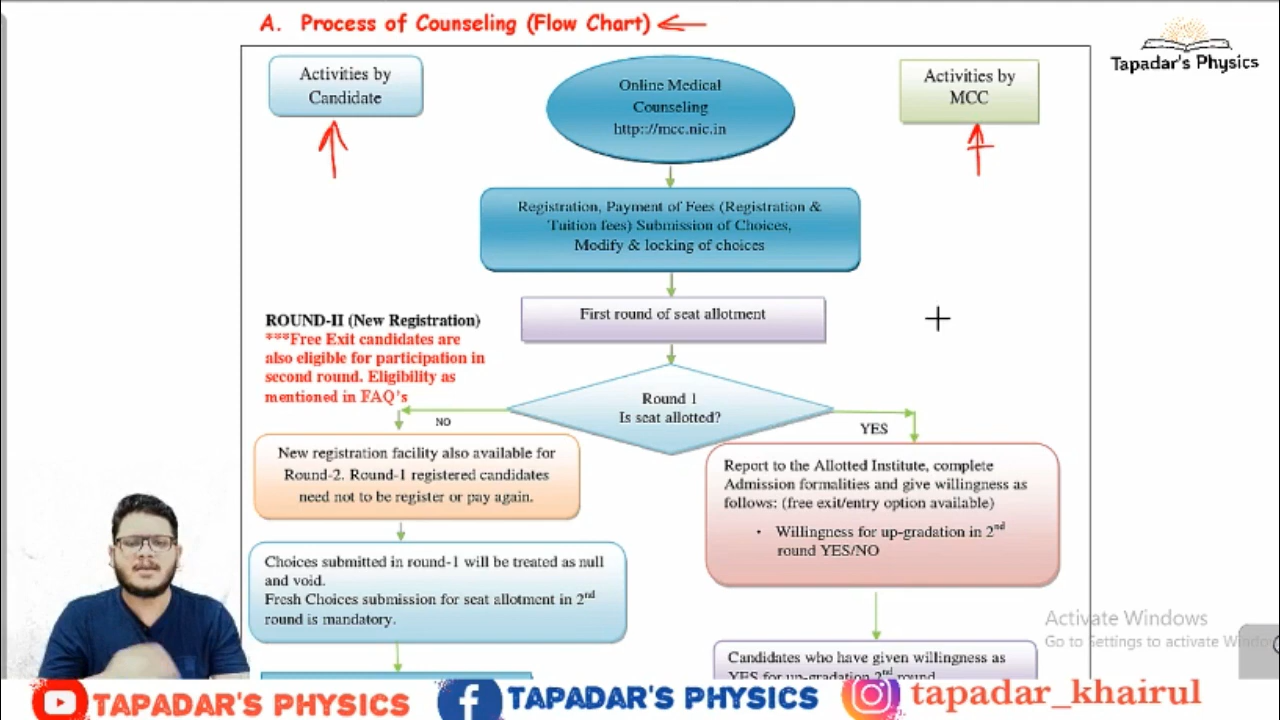 A. Process of Counseling (Flow Chart)
Tapadar's Physics
Activities by
Candidate
Online Medical
Counseling
http:://mcc.nic.in
Activities by
MCC
Registration, Payment of Fees (Registration &
Tuition fees) Submission of Choices,
Modify & locking of choices
First round of seat allotment
ROUND-II (New Registration)
***Free Exit candidates are
also eligible for participation in
second round. Eligibility as
mentioned in FAQ's
Round 1
Is seat allotted?
NO
YES
New registration facility also available for
Round-2. Round-1 registered candidates
need not to be register or pay again.
Report to the Allotted Institute, complete
Admission formalities and give willingness as
follows: (free exit/entry option available)
• Willingness for up-gradation in 2nd
round YES/NO
Choices submitted in round-1 will be treated as null
and void.
Fresh Choices submission for seat allotment in 2nd
round is mandatory.
Candidates who have given willingness as
YES for up-gradation 2nd round
Activate Windows
Go to Settings to activate Windo
TAPADAR'S PHYSICS
TAPADAR'S PHYSICS
tapadar_khairul